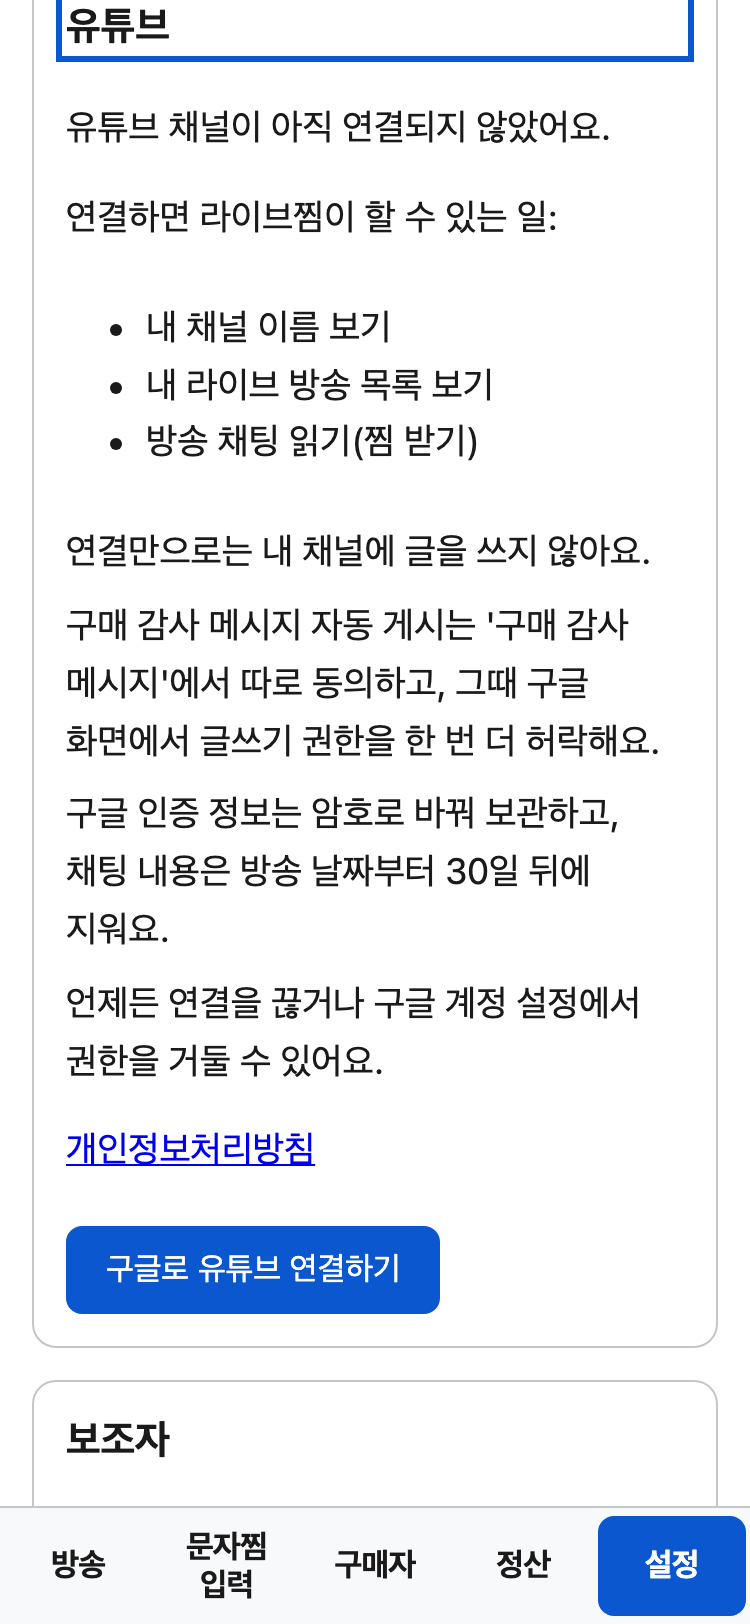 유튜브
유튜브 채널이 아직 연결되지 않았어요.
연결하면 라이브찜이 할 수 있는 일:
• 내 채널 이름 보기
• 내 라이브 방송 목록 보기
• 방송 채팅 읽기(찜 받기)
연결만으로는 내 채널에 글을 쓰지 않아요.
구매 감사 메시지 자동 게시는 '구매 감사
메시지'에서 따로 동의하고, 그때 구글
화면에서 글쓰기 권한을 한 번 더 허락해요.
구글 인증 정보는 암호로 바꿔 보관하고,
채팅 내용은 방송 날짜부터 30일 뒤에
지워요.
언제든 연결을 끊거나 구글 계정 설정에서
권한을 거둘 수 있어요.
개인정보처리방침
구글로 유튜브 연결하기
보조자
방송
문자찜
입력
구매자
정산
설정